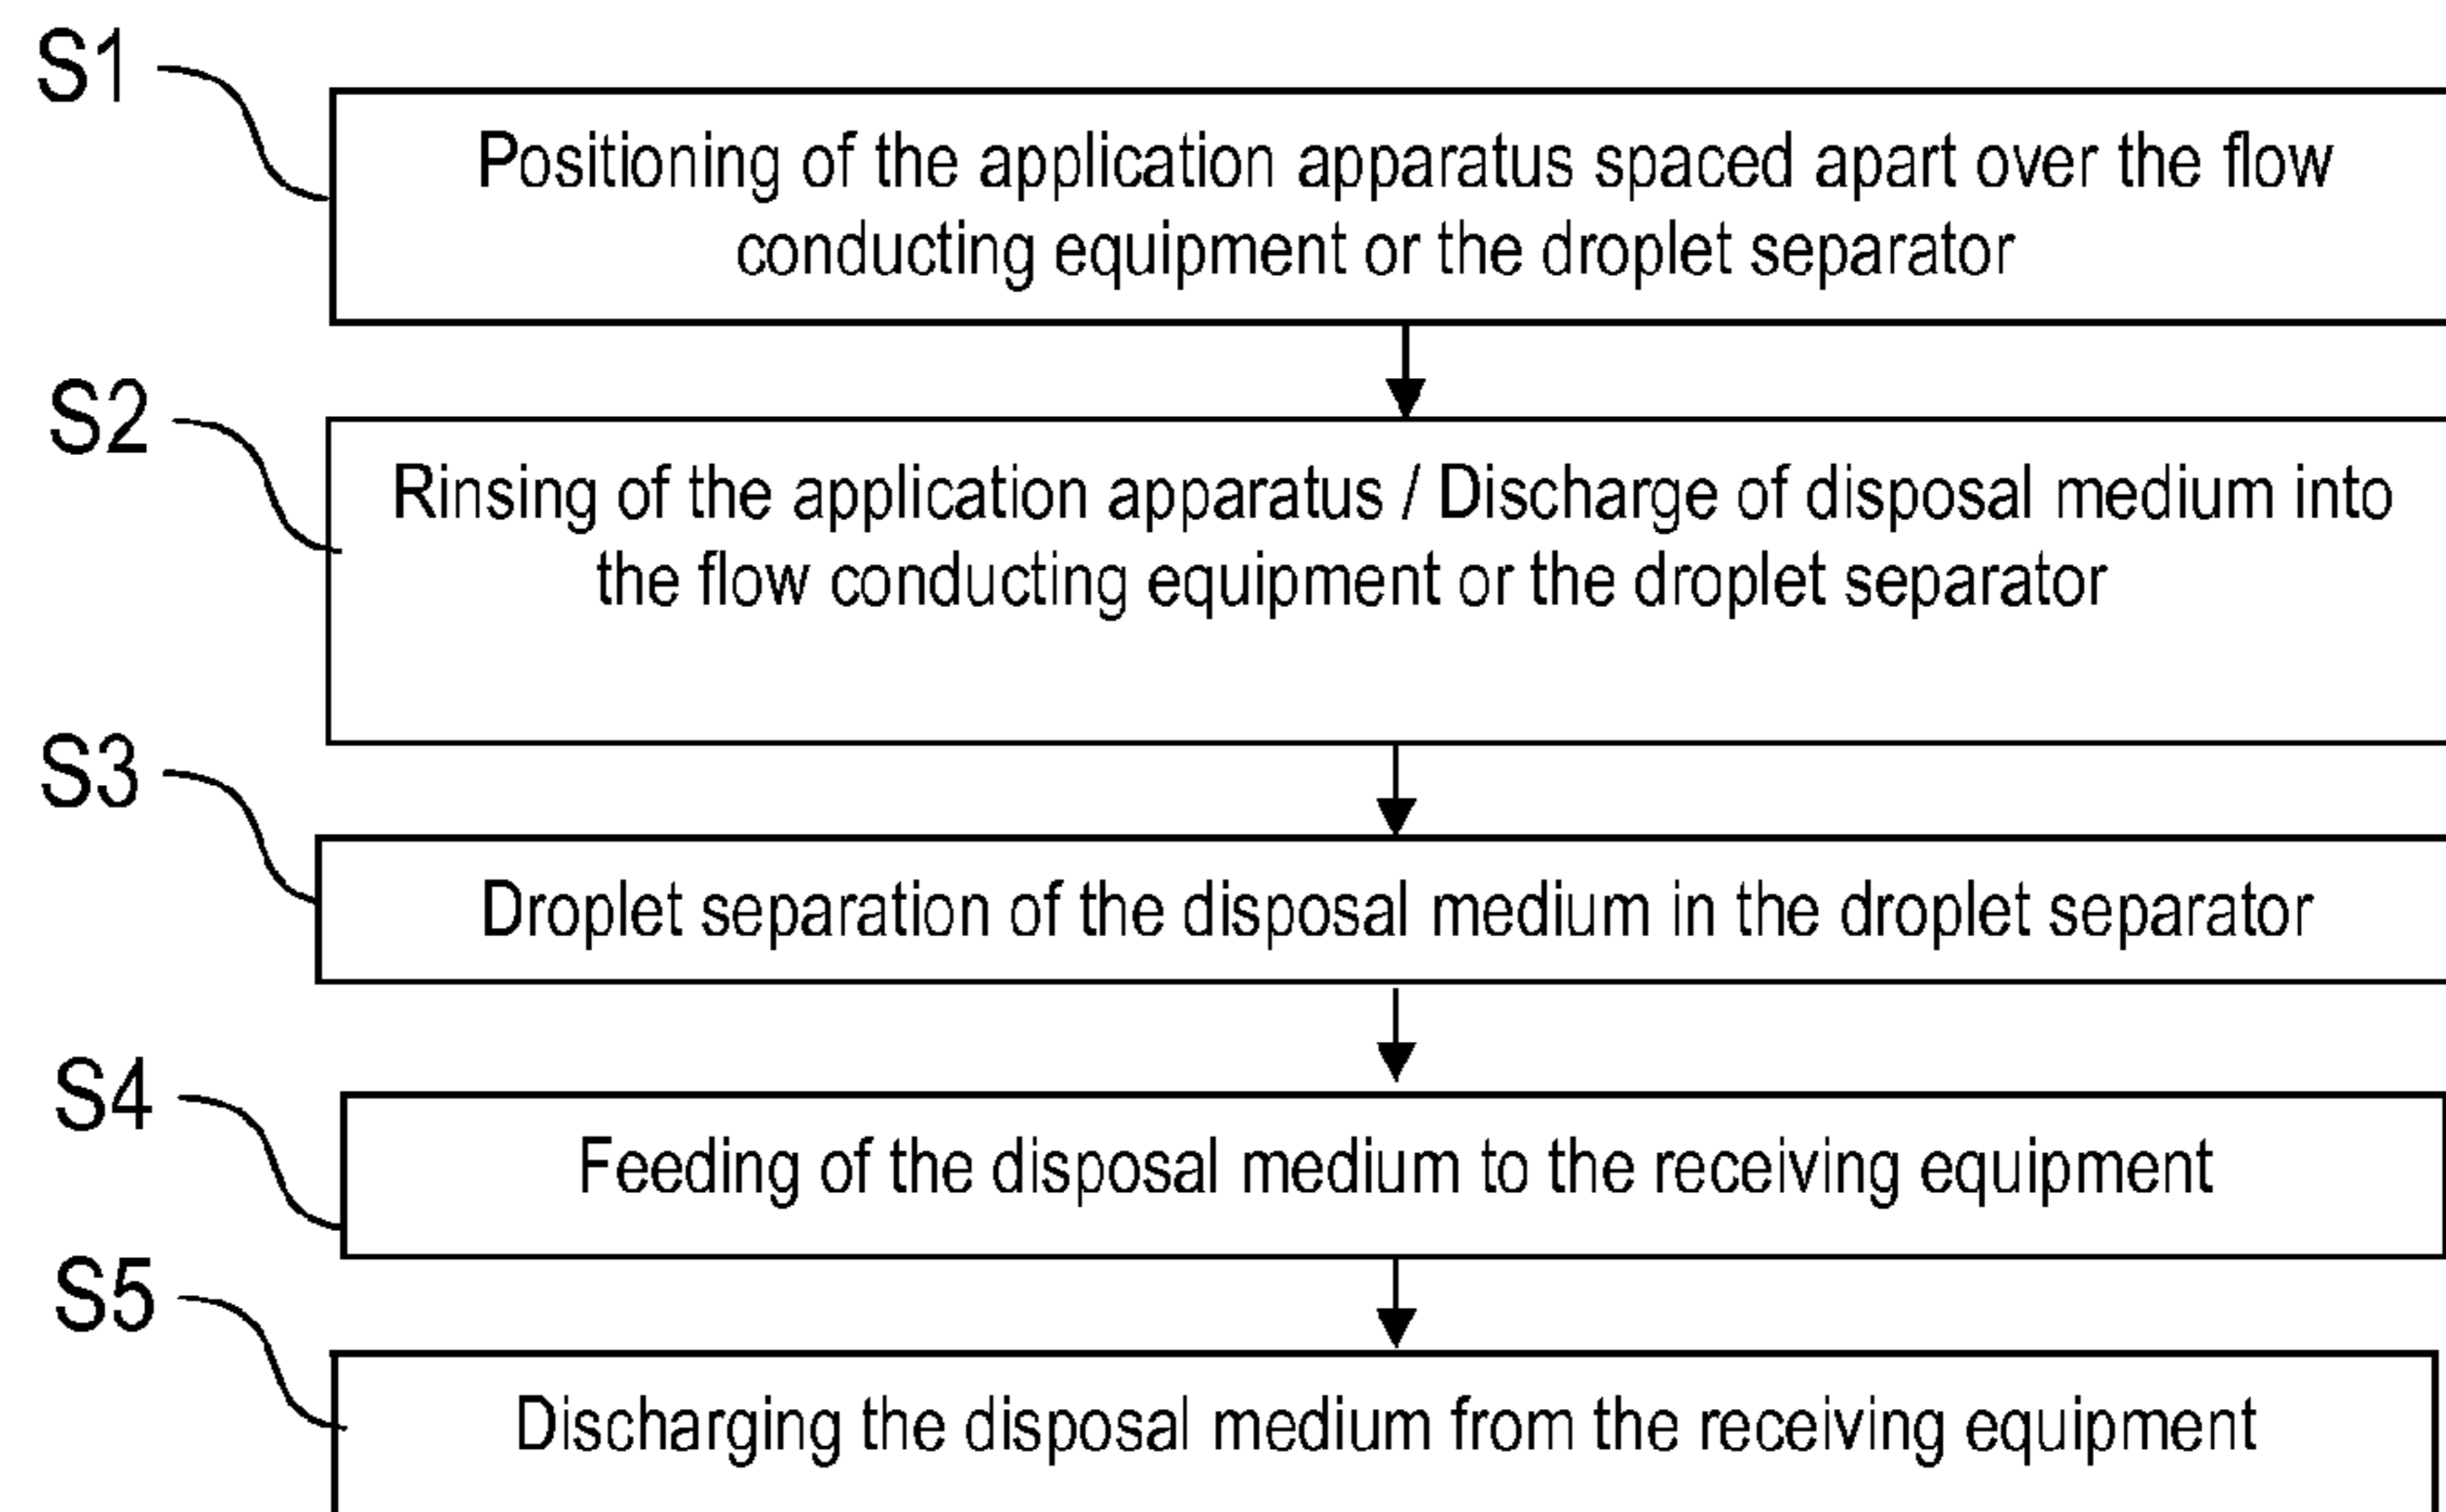 S1
Positioning of the application apparatus spaced apart over the flow
conducting equipment or the droplet separator
S2
Rinsing of the application apparatus / Discharge of disposal medium into
the flow conducting equipment or the droplet separator
S3
Droplet separation of the disposal medium in the droplet separator
S4
Feeding of the disposal medium to the receiving equipment
S5
Discharging the disposal medium from the receiving equipment